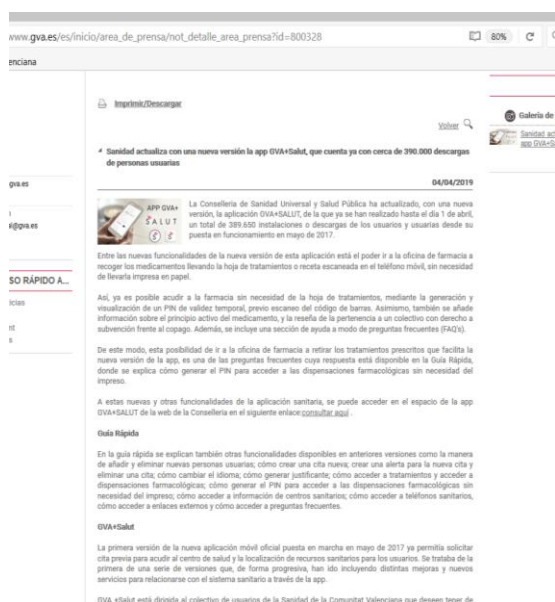 www.gva.es/es/inicio/area_de_prensa/not_detalle_area_prensa?id=800328
80%
enciana
Imprimir/Descargar
Volver
Galería de
Sanidad act
app GVA+Sa
Sanidad actualiza con una nueva versión la app GVA+Salut, que cuenta ya con cerca de 390.000 descargas
de personas usuarias
04/04/2019
gva.es
l@gva.es
SO RÁPIDO A...
icias
nt
s
APP GVA+
SALUT
La Conselleria de Sanidad Universal y Salud Pública ha actualizado, con una nueva
versión, la aplicación GVA+SALUT, de la que ya se han realizado hasta el día 1 de abril,
un total de 389.650 instalaciones o descargas de los usuarios y usuarias desde su
puesta en funcionamiento en mayo de 2017.
Entre las nuevas funcionalidades de la nueva versión de esta aplicación está el poder ir a la oficina de farmacia a
recoger los medicamentos llevando la hoja de tratamientos o receta escaneada en el teléfono móvil, sin necesidad
de llevarla impresa en papel.
Así, ya es posible acudir a la farmacia sin necesidad de la hoja de tratamientos, mediante la generación y
visualización de un PIN de validez temporal, previo escaneo del código de barras. Asimismo, también se añade
información sobre el principio activo del medicamento, y la reseña de la pertenencia a un colectivo con derecho a
subvención frente al copago. Además, se incluye una sección de ayuda a modo de preguntas frecuentes (FAQ's).
De este modo, esta posibilidad de ir a la oficina de farmacia a retirar los tratamientos prescritos que facilita la
nueva versión de la app, es una de las preguntas frecuentes cuya respuesta está disponible en la Guía Rápida,
donde se explica cómo generar el PIN para acceder a las dispensaciones farmacológicas sin necesidad del
impreso.
A estas nuevas y otras funcionalidades de la aplicación sanitaria, se puede acceder en el espacio de la app
GVA+SALUT de la web de la Conselleria en el siguiente enlace:consultar aquí .
Guía Rápida
En la guía rápida se explican también otras funcionalidades disponibles en anteriores versiones como la manera
de añadir y eliminar nuevas personas usuarias; cómo crear una cita nueva; crear una alerta para la nueva cita y
eliminar una cita; cómo cambiar el idioma; cómo generar justificante; cómo acceder a tratamientos y acceder a
dispensaciones farmacológicas; cómo generar el PIN para acceder a las dispensaciones farmacológicas sin
necesidad del impreso; cómo acceder a información de centros sanitarios; cómo acceder a teléfonos sanitarios,
cómo acceder a enlaces externos y cómo acceder a preguntas frecuentes.
GVA+Salut
La primera versión de la nueva aplicación móvil oficial puesta en marcha en mayo de 2017 ya permitía solicitar
cita previa para acudir al centro de salud y la localización de recursos sanitarios para los usuarios. Se trataba de la
primera de una serie de versiones que, de forma progresiva, han ido incluyendo distintas mejoras y nuevos
servicios para relacionarse con el sistema sanitario a través de la app.
GVA +Salut está dirigida al colectivo de usuarios de la Sanidad de la Comunitat Valenciana que deseen tener de